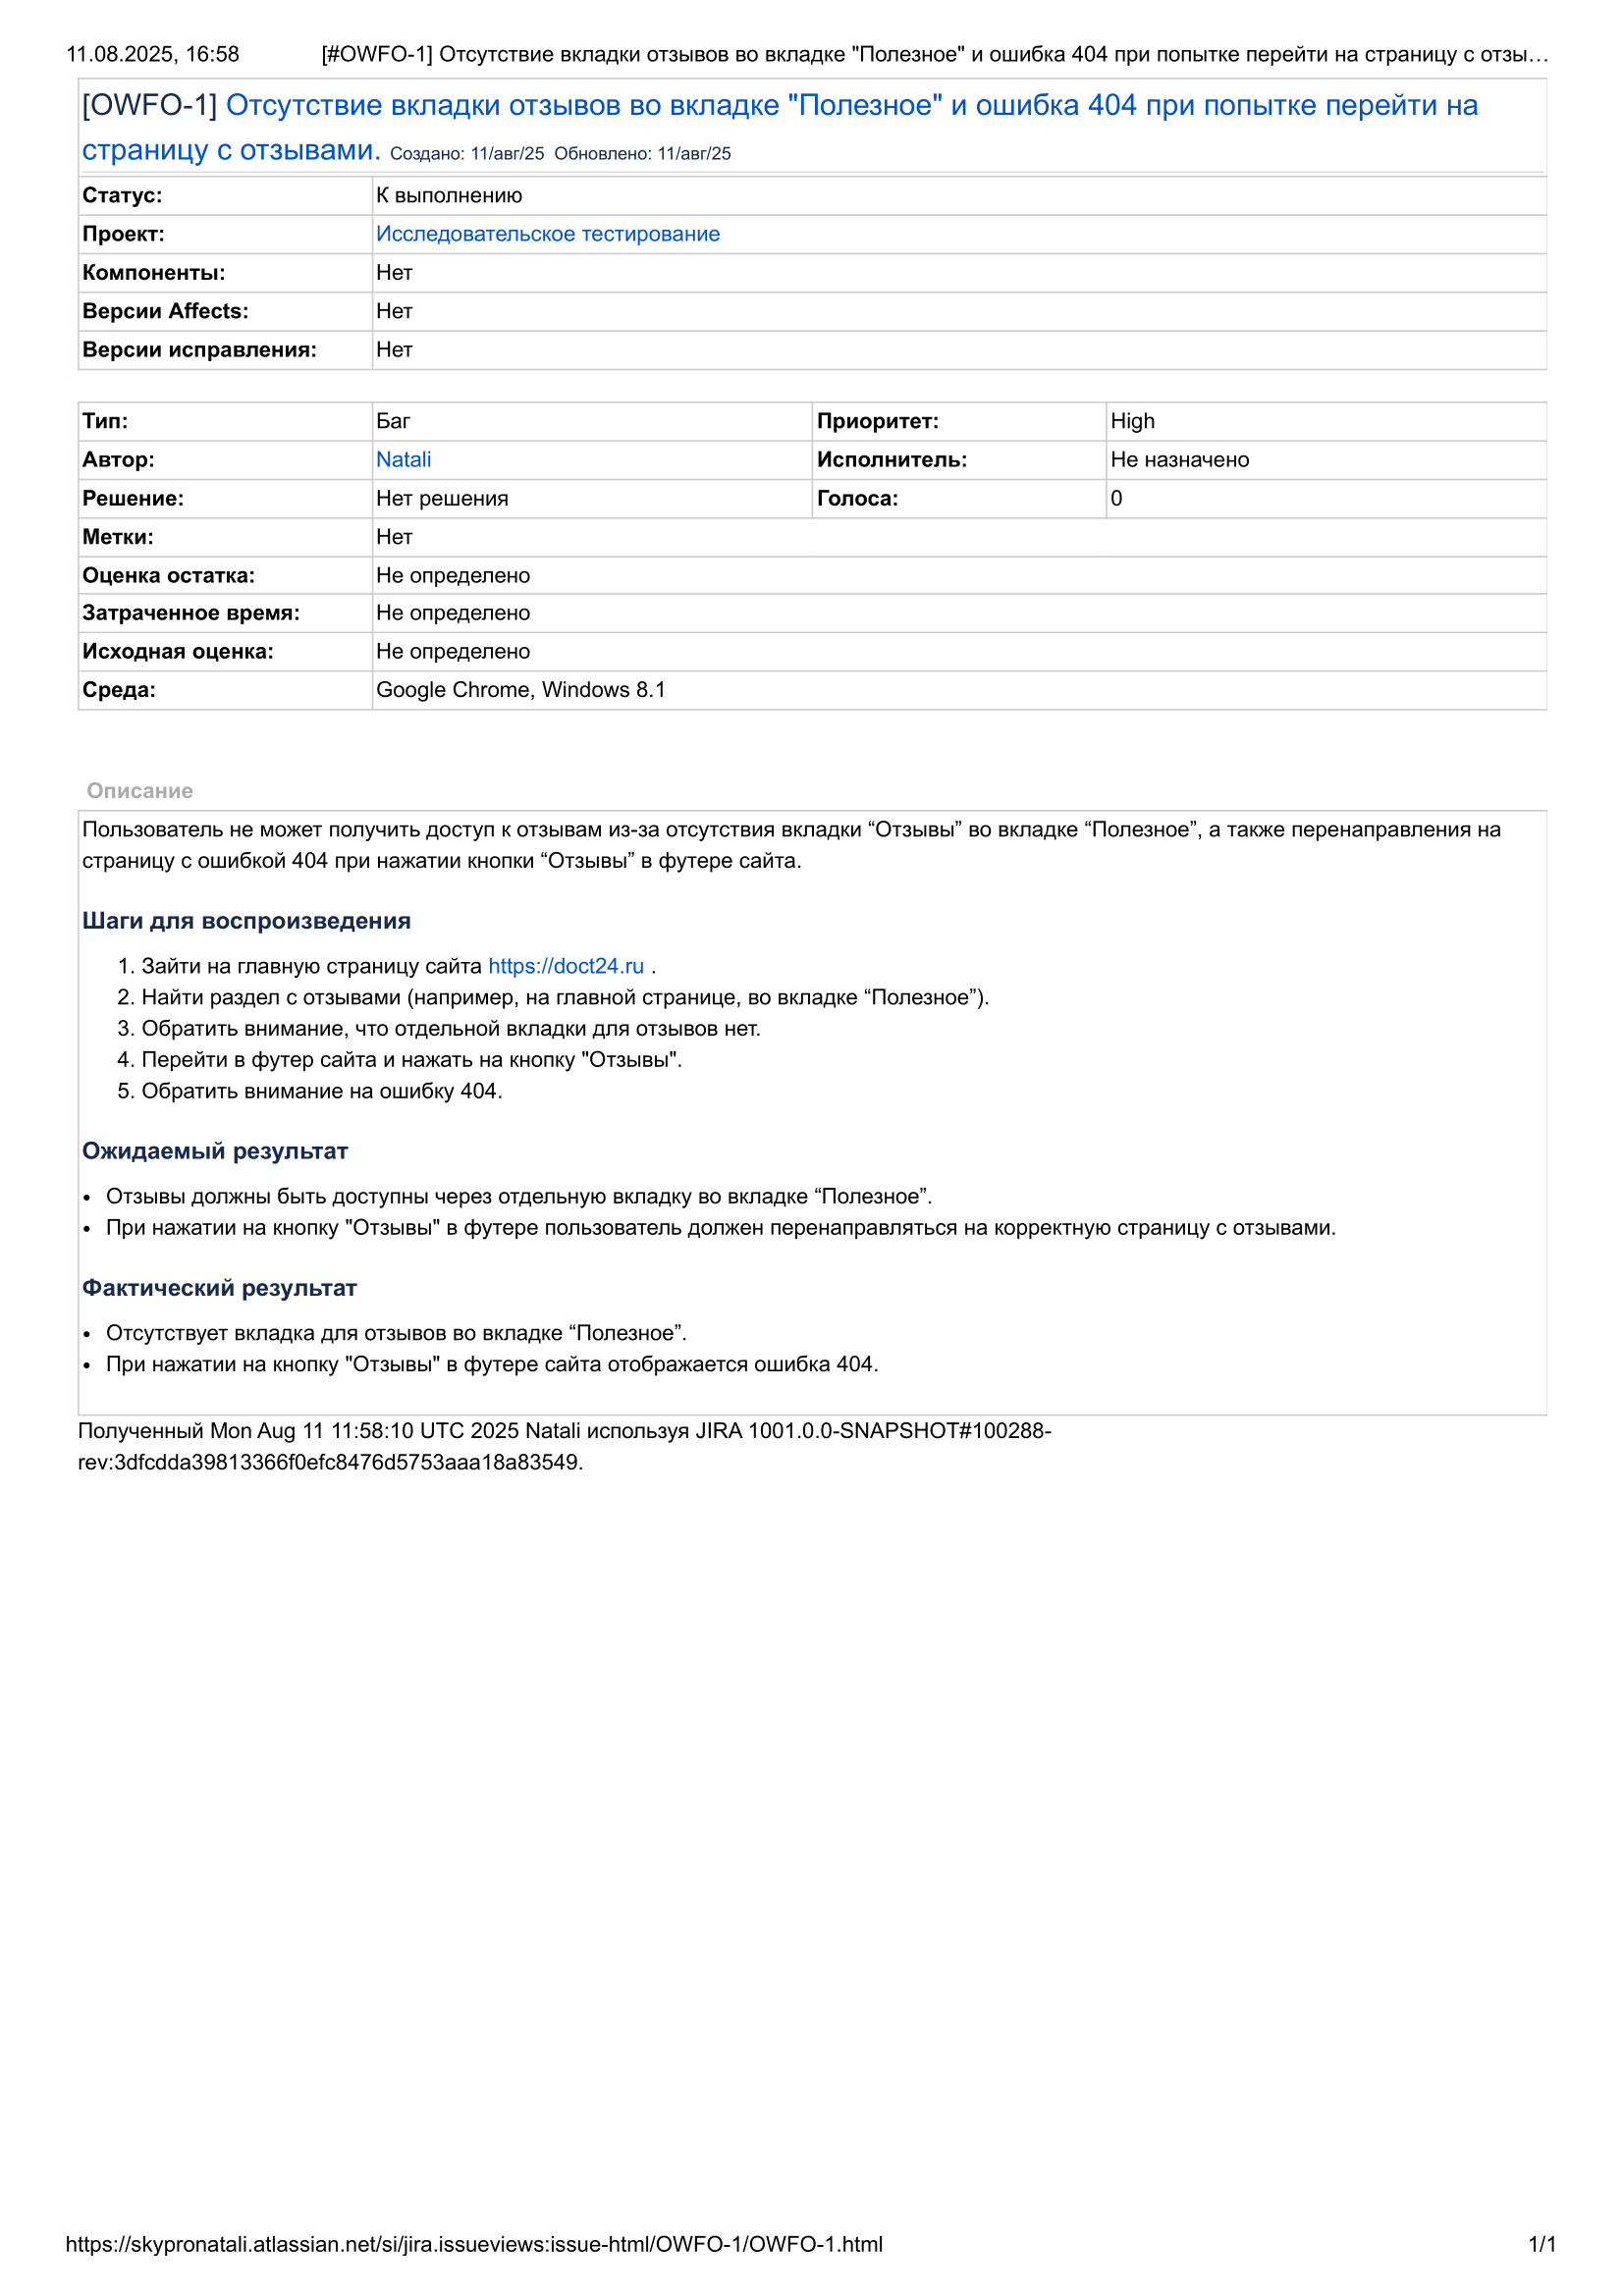 11.08.2025, 16:58 [#OWFO-1] Отсутствие вкладки отзывов во вкладке "Полезное" и ошибка 404 при попытке перейти на страницу с отзы…
[OWFO-1] Отсутствие вкладки отзывов во вкладке "Полезное" и ошибка 404 при попытке перейти на
страницу с отзывами. Создано: 11/авг/25 Обновлено: 11/авг/25
Статус: К выполнению
Проект: Исследовательское тестирование
Компоненты: Нет
Версии Affects: Нет
Версии исправления: Нет
Тип: Баг Приоритет: High
Автор: Natali Исполнитель: Не назначено
Решение: Нет решения Голоса: 0
Метки: Нет
Оценка остатка: Не определено
Затраченное время: Не определено
Исходная оценка: Не определено
Среда: Google Chrome, Windows 8.1
Описание
Пользователь не может получить доступ к отзывам из-за отсутствия вкладки “Отзывы” во вкладке “Полезное”, а также перенаправления на
страницу с ошибкой 404 при нажатии кнопки “Отзывы” в футере сайта.
Шаги для воспроизведения
1. Зайти на главную страницу сайта https://doct24.ru .
2. Найти раздел с отзывами (например, на главной странице, во вкладке “Полезное”).
3. Обратить внимание, что отдельной вкладки для отзывов нет.
4. Перейти в футер сайта и нажать на кнопку "Отзывы".
5. Обратить внимание на ошибку 404.
Ожидаемый результат
• Отзывы должны быть доступны через отдельную вкладку во вкладке “Полезное”.
• При нажатии на кнопку "Отзывы" в футере пользователь должен перенаправляться на корректную страницу с отзывами.
Фактический результат
• Отсутствует вкладка для отзывов во вкладке “Полезное”.
• При нажатии на кнопку "Отзывы" в футере сайта отображается ошибка 404.
Полученный Mon Aug 11 11:58:10 UTC 2025 Natali используя JIRA 1001.0.0-SNAPSHOT#100288-
rev:3dfcdda39813366f0efc8476d5753aaa18a83549.
https://skypronatali.atlassian.net/si/jira.issueviews:issue-html/OWFO-1/OWFO-1.html 1/1